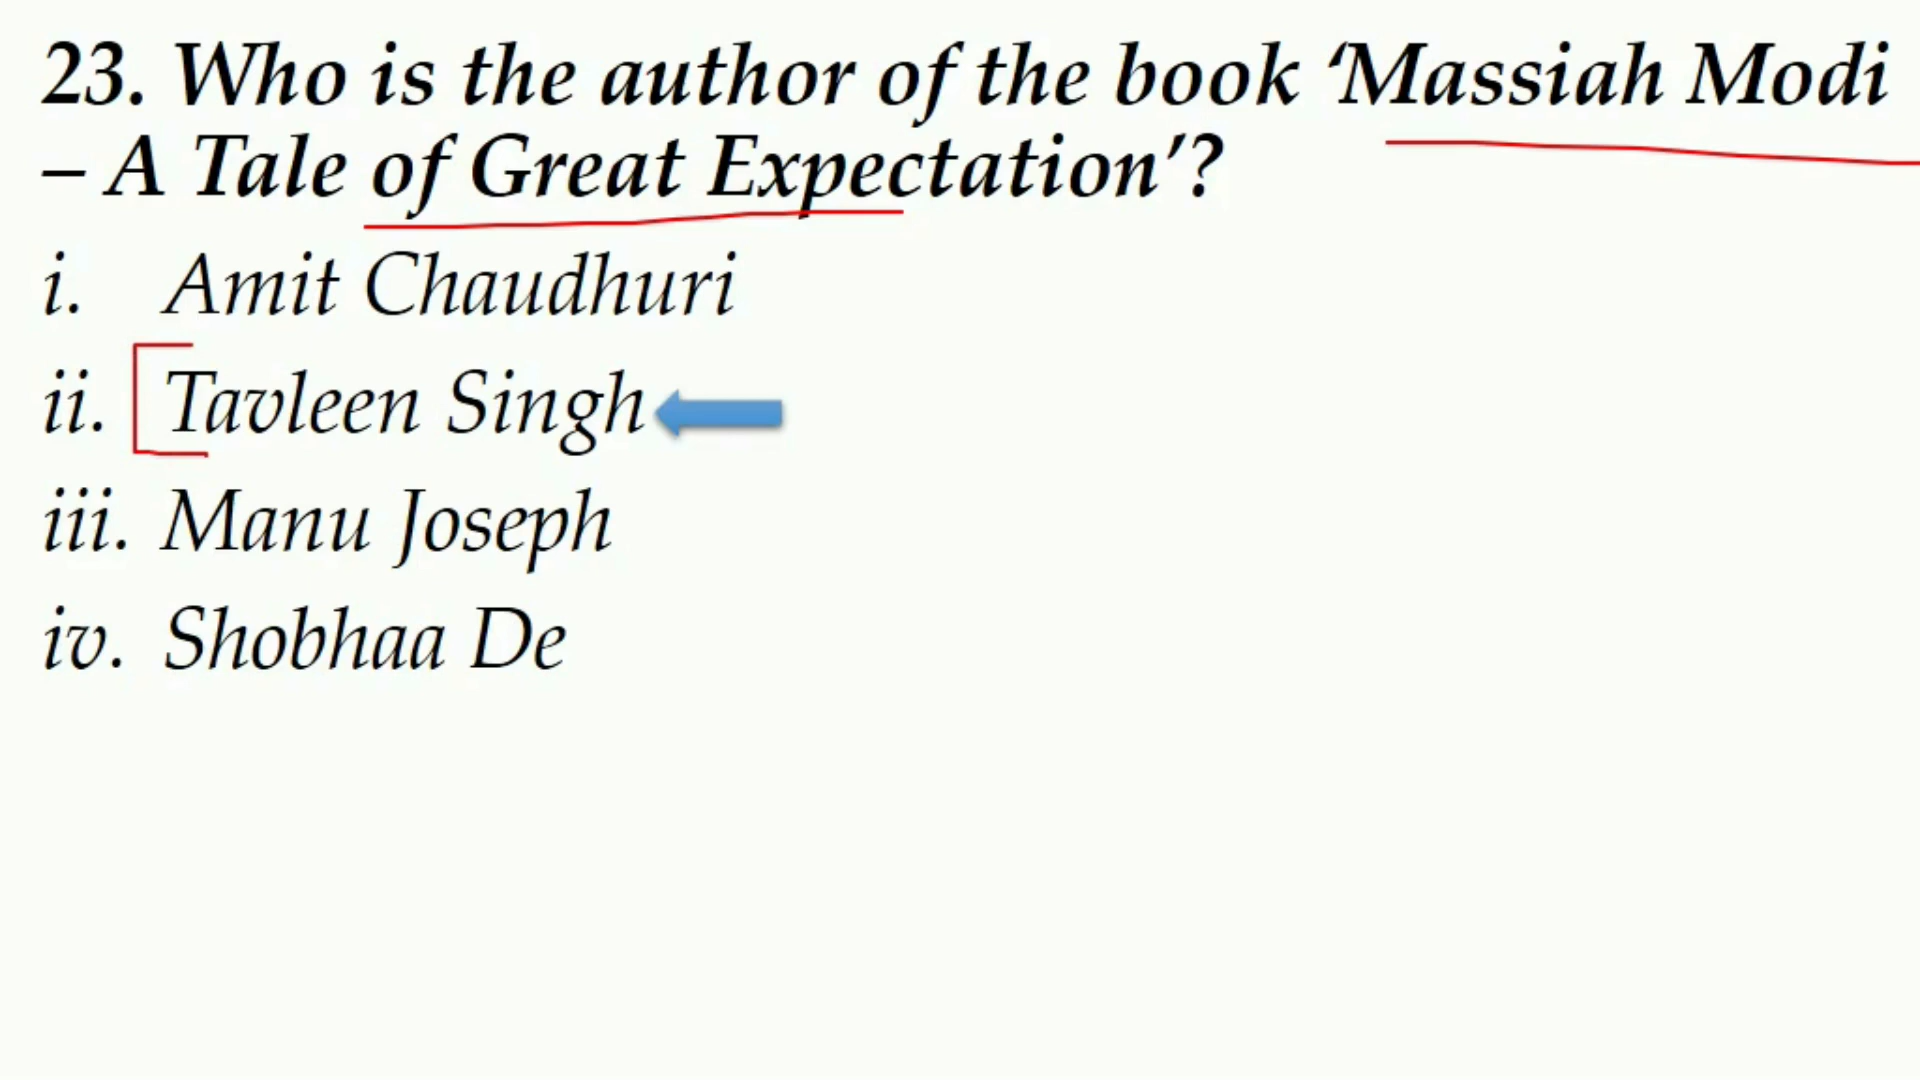 23. Who is the author of the book ‘Massiah Modi
– A Tale of Great Expectation’?
i. Amit Chaudhuri
ii. Tavleen Singh
iii. Manu Joseph
iv. Shobhaa De